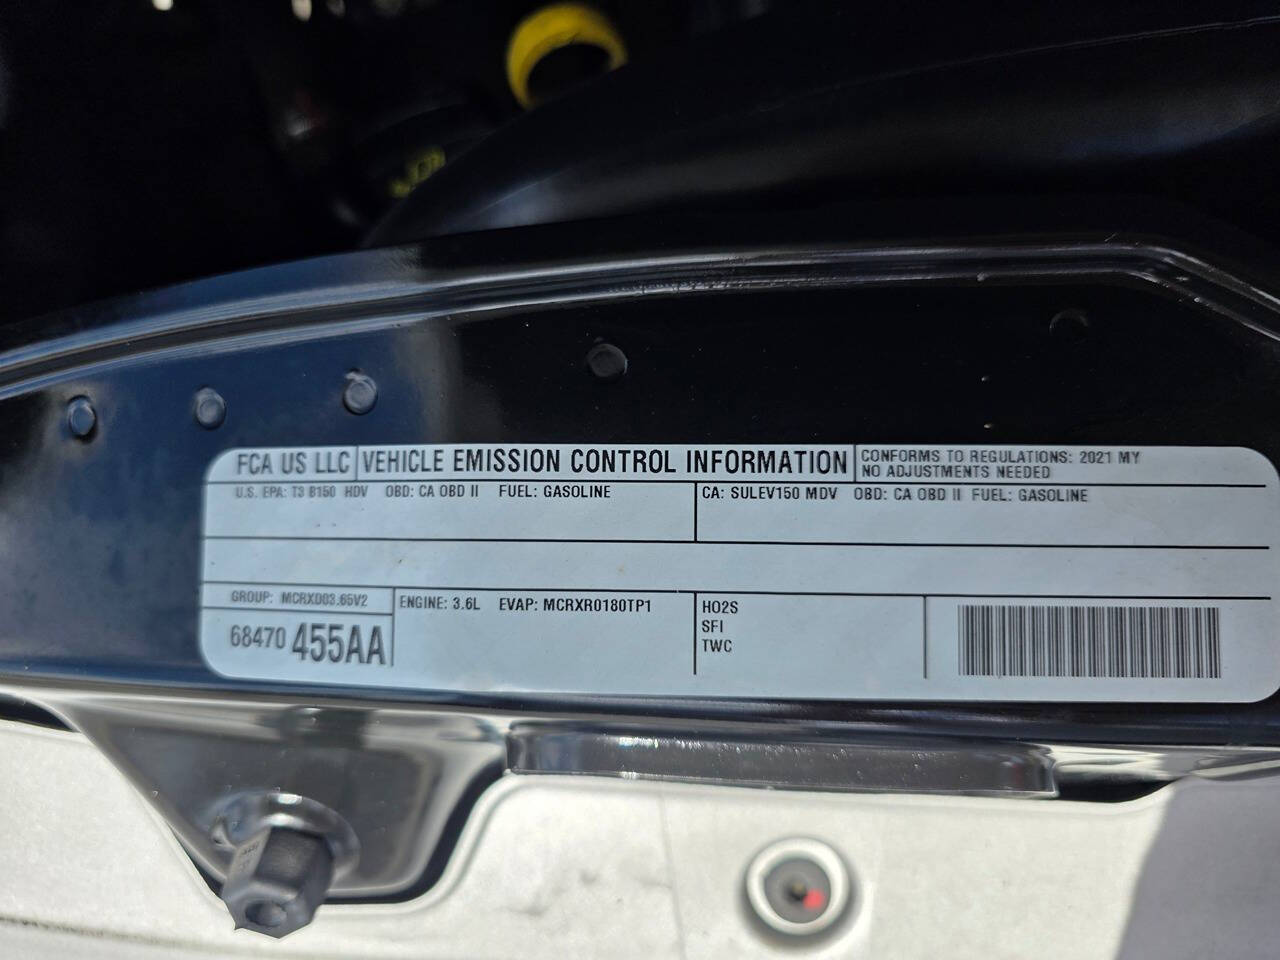 FCA US LLC VEHICLE EMISSION CONTROL INFORMATION
CONFORMS TO REGULATIONS: 2021 MY
NO ADJUSTMENTS NEEDED
U.S. EPA: T3 B150 HDV OBD: CA OBD II FUEL: GASOLINE
CA: SULEV150 MDV OBD: CA OBD II FUEL: GASOLINE
GROUP: MCRXD03.65V2
68470 455AA
ENGINE: 3.6L EVAP: MCRXR0180TP1
HO2S
SFI
TWC